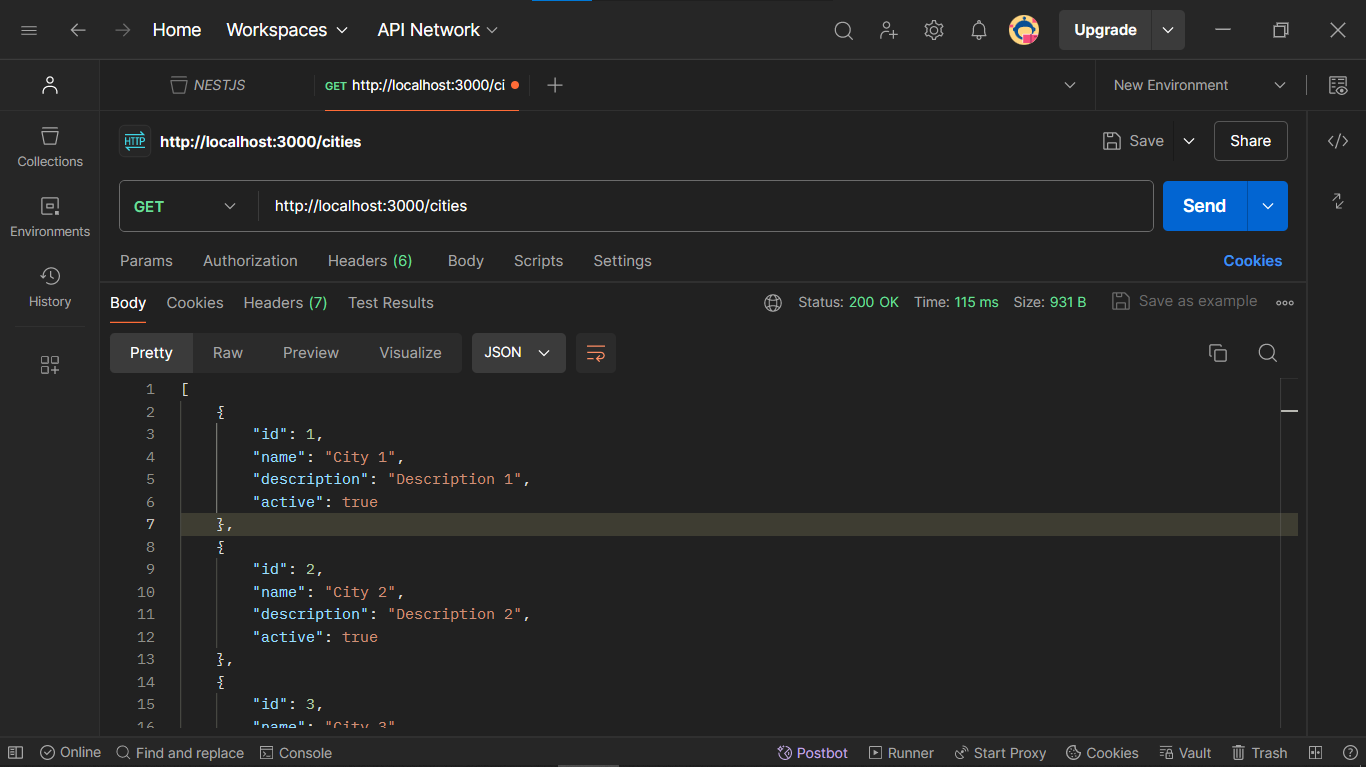 Home Workspaces API Network Upgrade
NESTJS GET http://localhost:3000/ci New Environment
HTTP http://localhost:3000/cities Save Share
Collections
GET http://localhost:3000/cities Send
Environments
Params Authorization Headers (6) Body Scripts Settings Cookies
History
Body Cookies Headers (7) Test Results Status: 200 OK Time: 115 ms Size: 931 B Save as example
Pretty Raw Preview Visualize JSON
1 [
2 {
3 "id": 1,
4 "name": "City 1",
5 "description": "Description 1",
6 "active": true
7 },
8 {
9 "id": 2,
10 "name": "City 2",
11 "description": "Description 2",
12 "active": true
13 },
14 {
15 "id": 3,
16 "name": "City 3"
Online Find and replace Console Postbot Runner Start Proxy Cookies Vault Trash